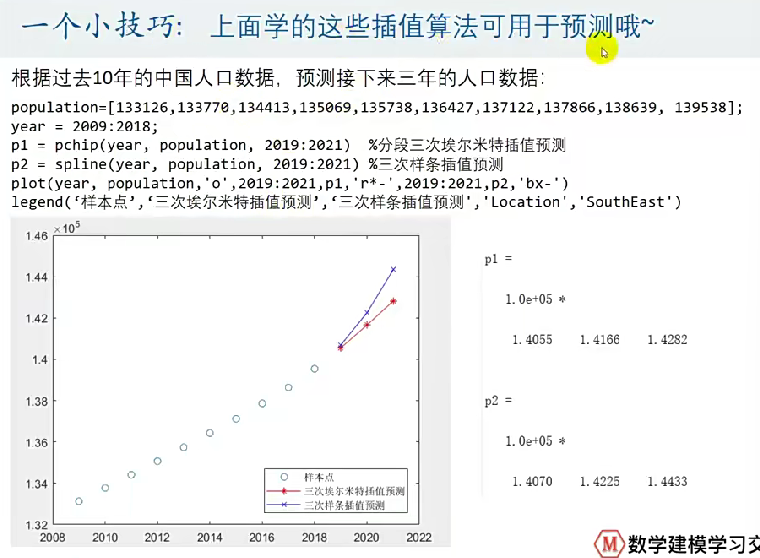 一个小技巧：上面学的这些插值算法可用于预测哦~
根据过去10年的中国人口数据，预测接下来三年的人口数据：
population=[133126,133770,134413,135069,135738,136427,137122,137866,138639, 139538];
year = 2009:2018;
p1 = pchip(year, population, 2019:2021)  %分段三次埃尔米特插值预测
p2 = spline(year, population, 2019:2021) %三次样条插值预测
plot(year, population,'o',2019:2021,p1,'r*-',2019:2021,p2,'bx-')
legend('样本点','三次埃尔米特插值预测','三次样条插值预测','Location','SouthEast')
×10⁵
1.46
1.44
1.42
1.4
1.38
1.36
1.34
1.32
2008 2010 2012 2014 2016 2018 2020 2022
样本点
三次埃尔米特插值预测
三次样条插值预测
p1 =
1.0e+05 *
1.4055 1.4166 1.4282
p2 =
1.0e+05 *
1.4070 1.4225 1.4433
M 数学建模学习交